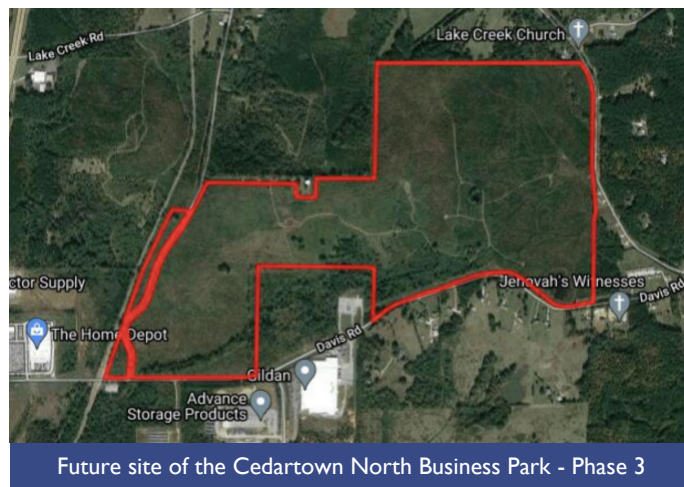 Lake Creek Rd
Lake Creek Church
ctor Supply
The Home Depot
Jehovah's Witnesses
Davis Rd
Davis Rd
Gildan
Advance
Storage Products
Future site of the Cedartown North Business Park - Phase 3